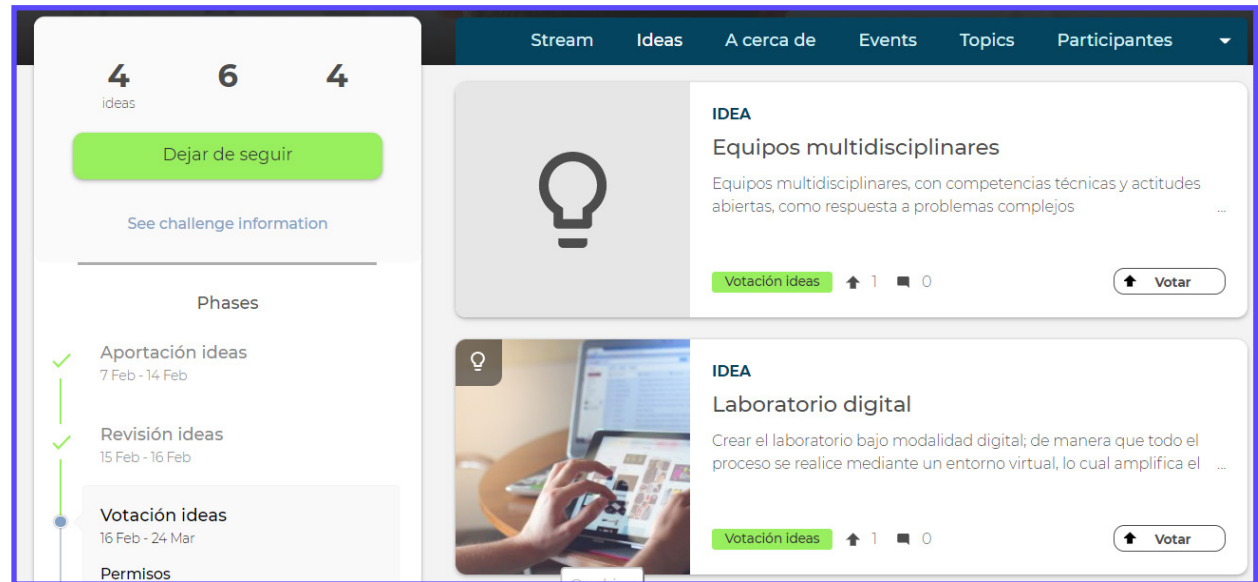 Stream Ideas A cerca de Events Topics Participantes
4 6 4
ideas
Dejar de seguir
See challenge information
Phases
Aportación ideas
7 Feb - 14 Feb
Revisión ideas
15 Feb - 16 Feb
Votación ideas
16 Feb - 24 Mar
Permisos
IDEA
Equipos multidisciplinares
Equipos multidisciplinares, con competencias técnicas y actitudes
abiertas, como respuesta a problemas complejos ...
Votación ideas 1 0 Votar
IDEA
Laboratorio digital
Crear el laboratorio bajo modalidad digital; de manera que todo el
proceso se realice mediante un entorno virtual, lo cual amplifica el ...
Votación ideas 1 0 Votar